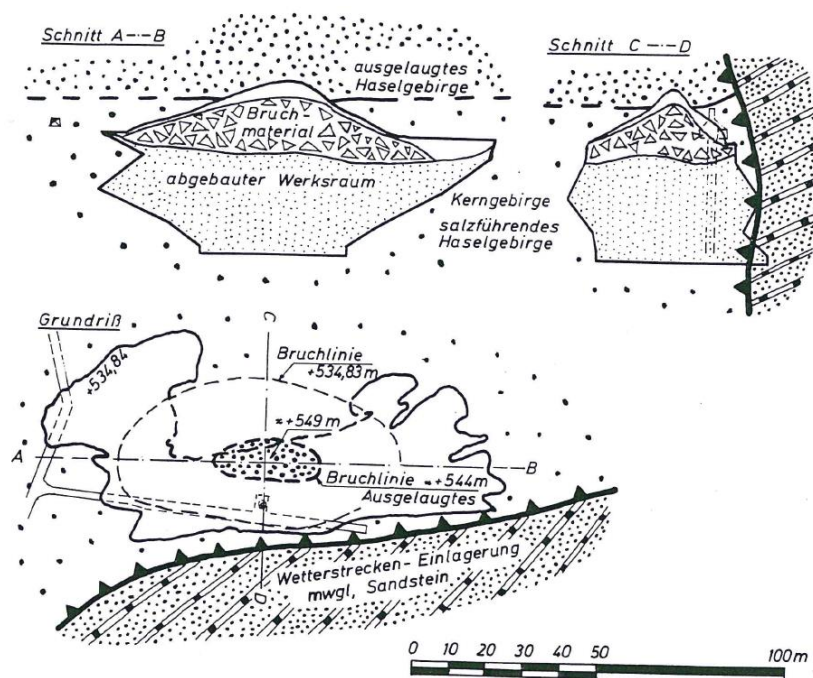 Schnitt A—·—B
ausgelaugtes
Haselgebirge
Bruch-
material
abgebauter Werksraum
Kerngebirge
salzführendes
Haselgebirge
Schnitt C—·—D
Grundriß
+534,84
C
Bruchlinie
+534,83 m
≈+549 m
A
B
Bruchlinie ≈+544m
Ausgelaugtes
Wetterstrecken-Einlagerung
mwgl, Sandstein
D
0 10 20 30 40 50 100 m